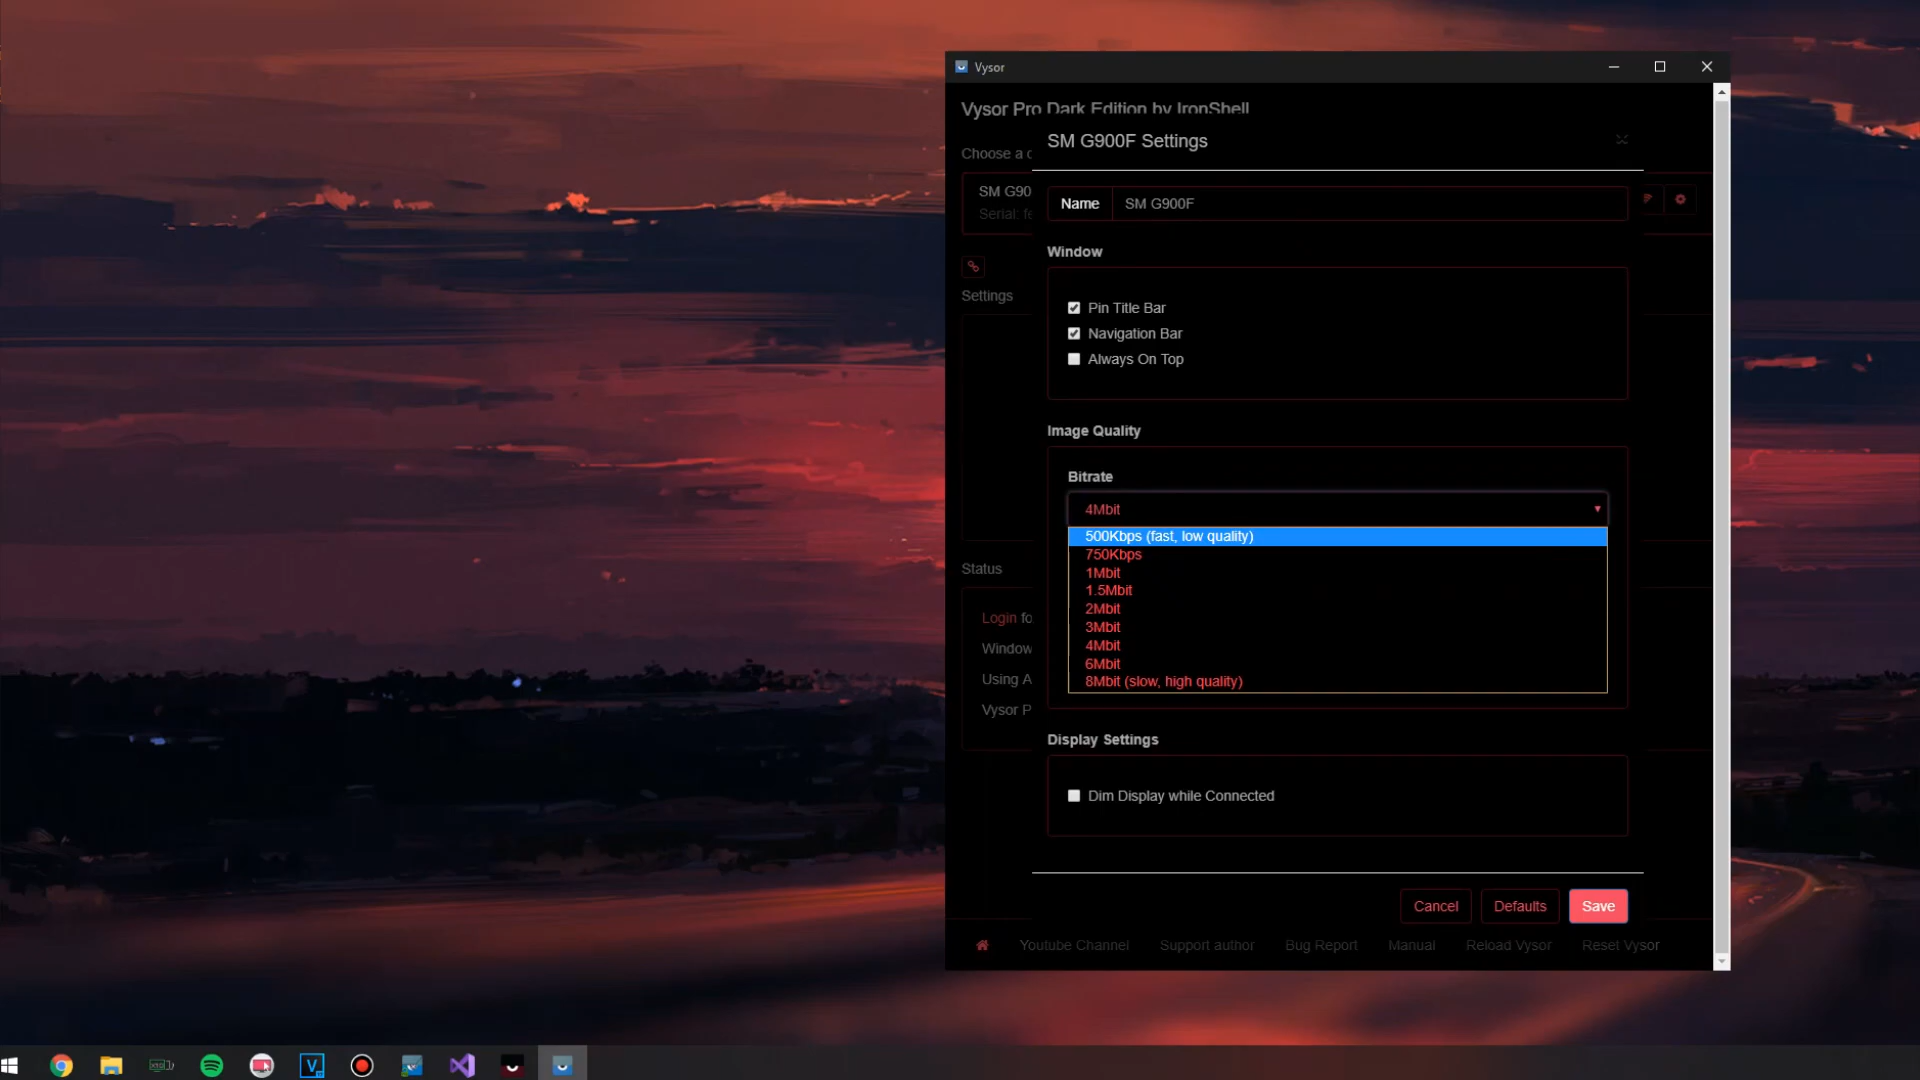 Vysor
Vysor Pro Dark Edition by IronShell
SM G900F Settings
Choose a
SM G90
Serial:
Name SM G900F
Window
Pin Title Bar
Settings
Navigation Bar
Always On Top
Image Quality
Bitrate
4Mbit
500Kbps (fast, low quality)
750Kbps
1Mbit
1.5Mbit
2Mbit
3Mbit
4Mbit
6Mbit
8Mbit (slow, high quality)
Status
Login fo
Window
Using A
Vysor P
Display Settings
Dim Display while Connected
Cancel Defaults Save
Youtube Channel Support author Bug Report Manual Reload Vysor Reset Vysor